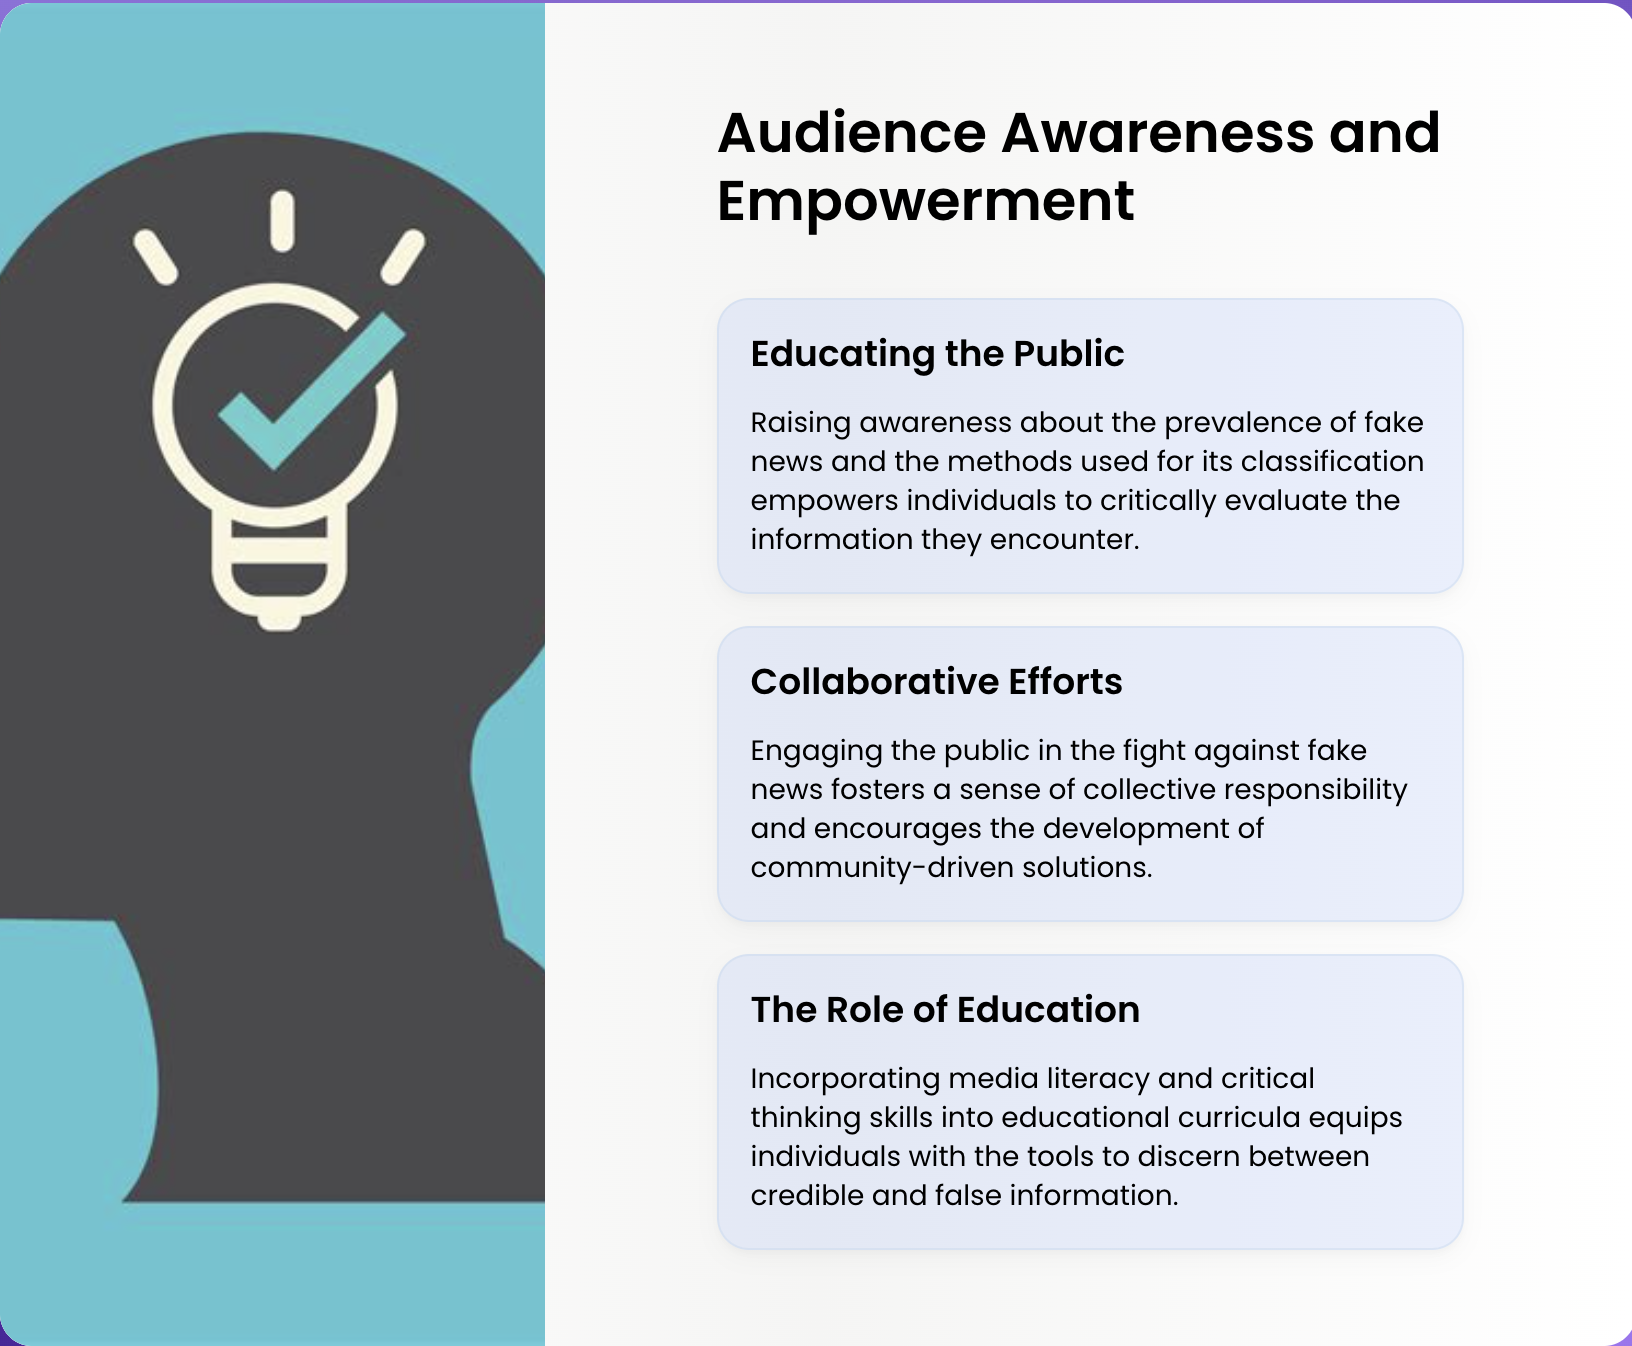 Audience Awareness and
Empowerment
Educating the Public
Raising awareness about the prevalence of fake
news and the methods used for its classification
empowers individuals to critically evaluate the
information they encounter.
Collaborative Efforts
Engaging the public in the fight against fake
news fosters a sense of collective responsibility
and encourages the development of
community-driven solutions.
The Role of Education
Incorporating media literacy and critical
thinking skills into educational curricula equips
individuals with the tools to discern between
credible and false information.